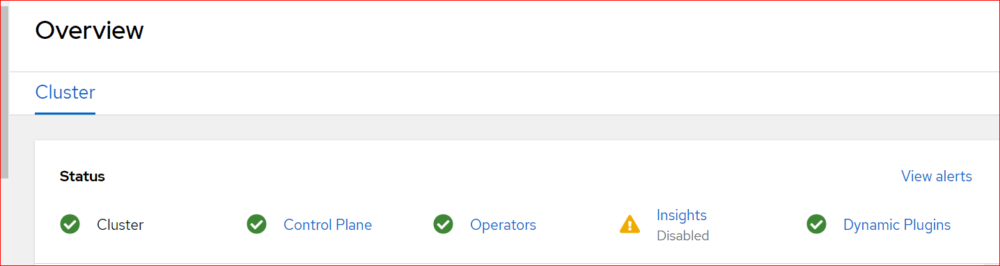 Overview
Cluster
Status
View alerts
Cluster
Control Plane
Operators
Insights
Disabled
Dynamic Plugins